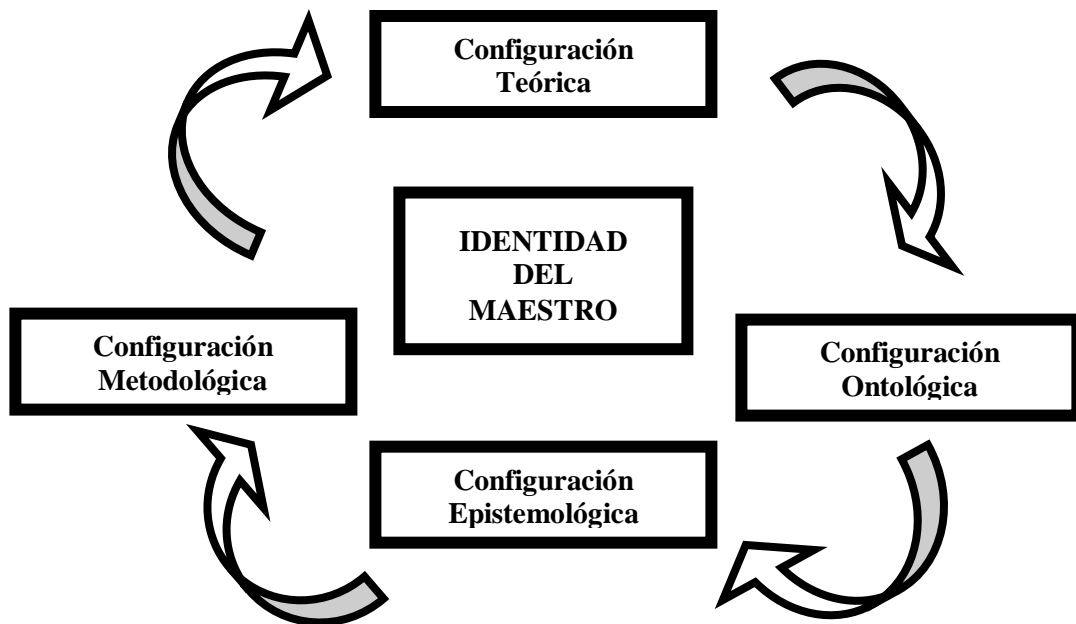 Configuración
Teórica
IDENTIDAD
DEL
MAESTRO
Configuración
Metodológica
Configuración
Ontológica
Configuración
Epistemológica